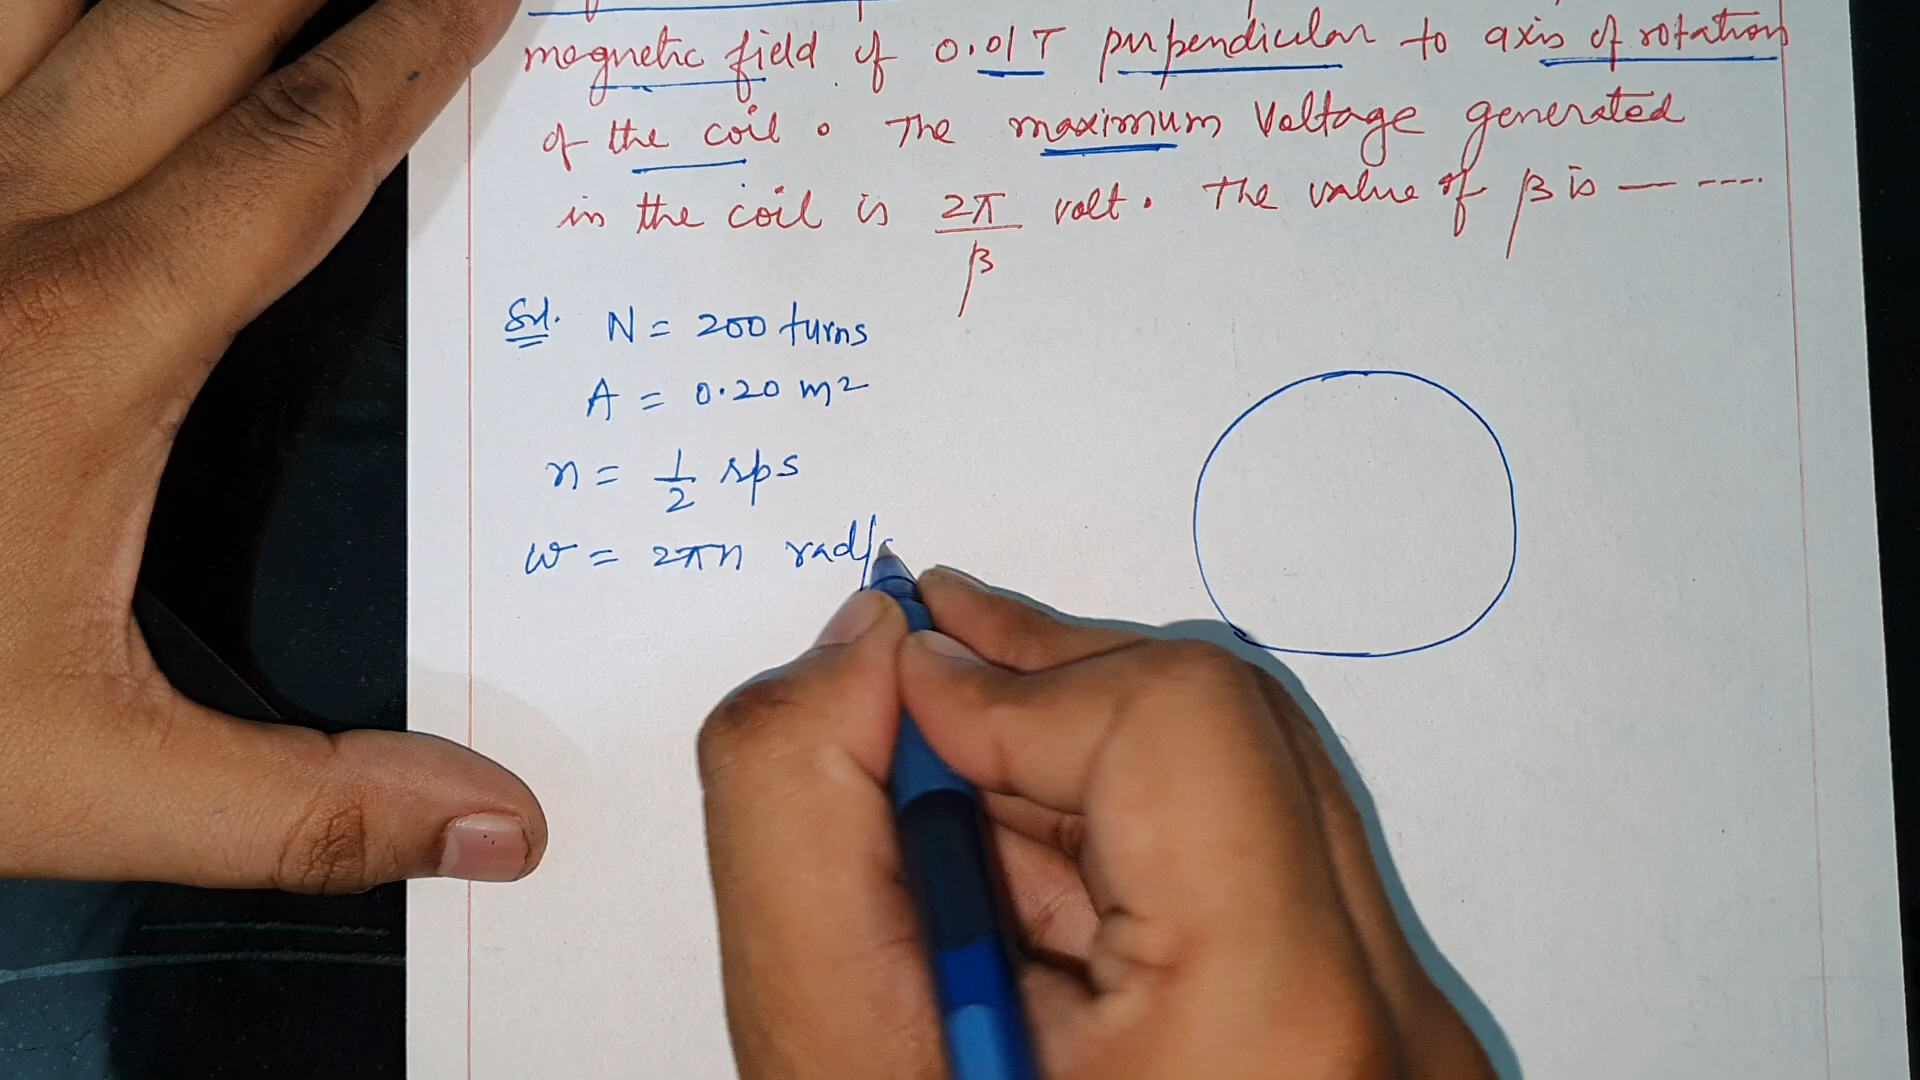 magnetic field of 0.01T perpendicular to axis of rotation
of the coil. The maximum Voltage generated
in the coil is 2π/β volt. The value of β is — ----.
Sol. N = 200 turns
A = 0.20 m²
n = 1/2 rps
ω = 2πn rad/s